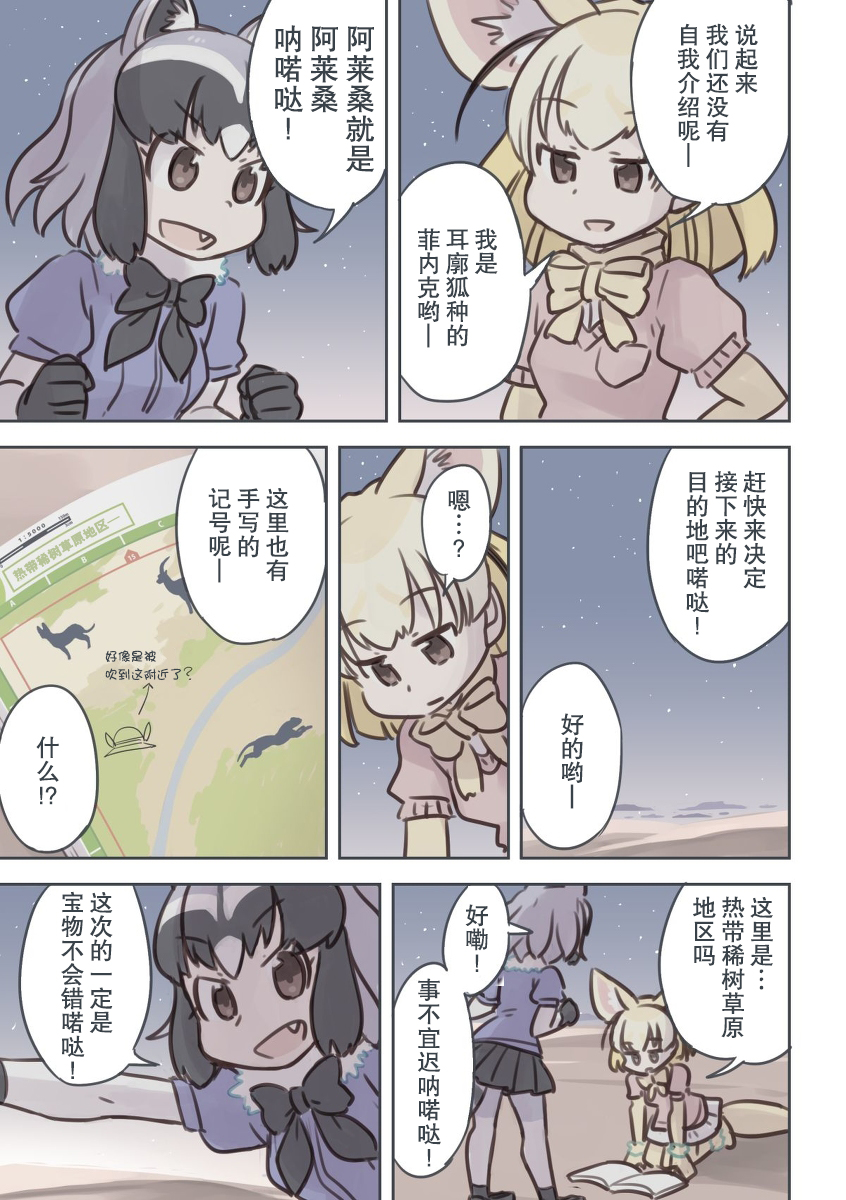 说起来
我们还没有
自我介绍呢—
我是
耳廓狐种的
菲内克哟—
阿莱桑就是
阿莱桑
呐喏哒！
赶快来决定
接下来的
目的地吧喏哒！
好的哟—
嗯…?
这里也有
手写的
记号呢—
1:5000
热带稀树草原地区—
A
B
C
15
好像是被
吹到这附近了?
什么!?
这里是…
热带稀树草原
地区吗
好嘞！
事不宜迟呐喏哒！
这次的一定是
宝物不会错喏哒！